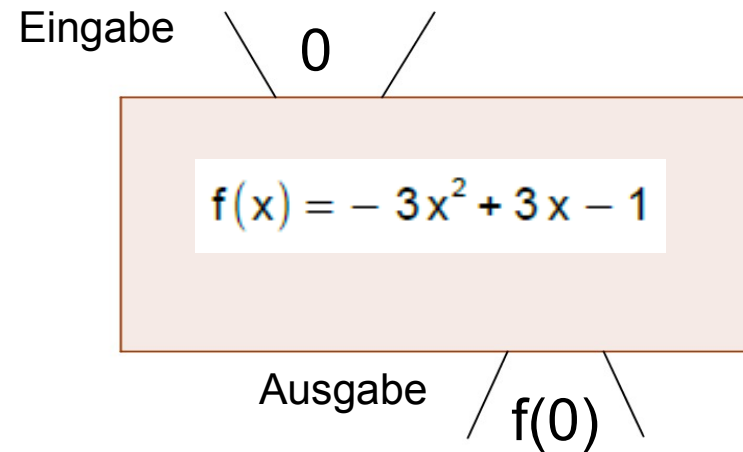 Eingabe
0
f(x) = − 3x² + 3x − 1
Ausgabe
f(0)